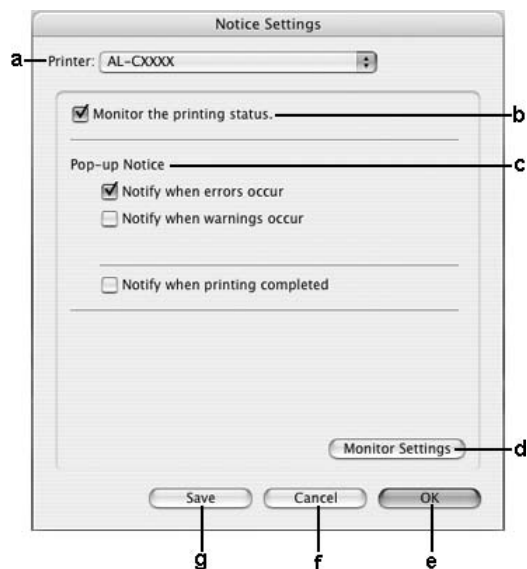 Notice Settings
a Printer: AL-CXXXX
Monitor the printing status. b
Pop-up Notice c
Notify when errors occur
Notify when warnings occur
Notify when printing completed
Monitor Settings d
Save Cancel OK
g f e